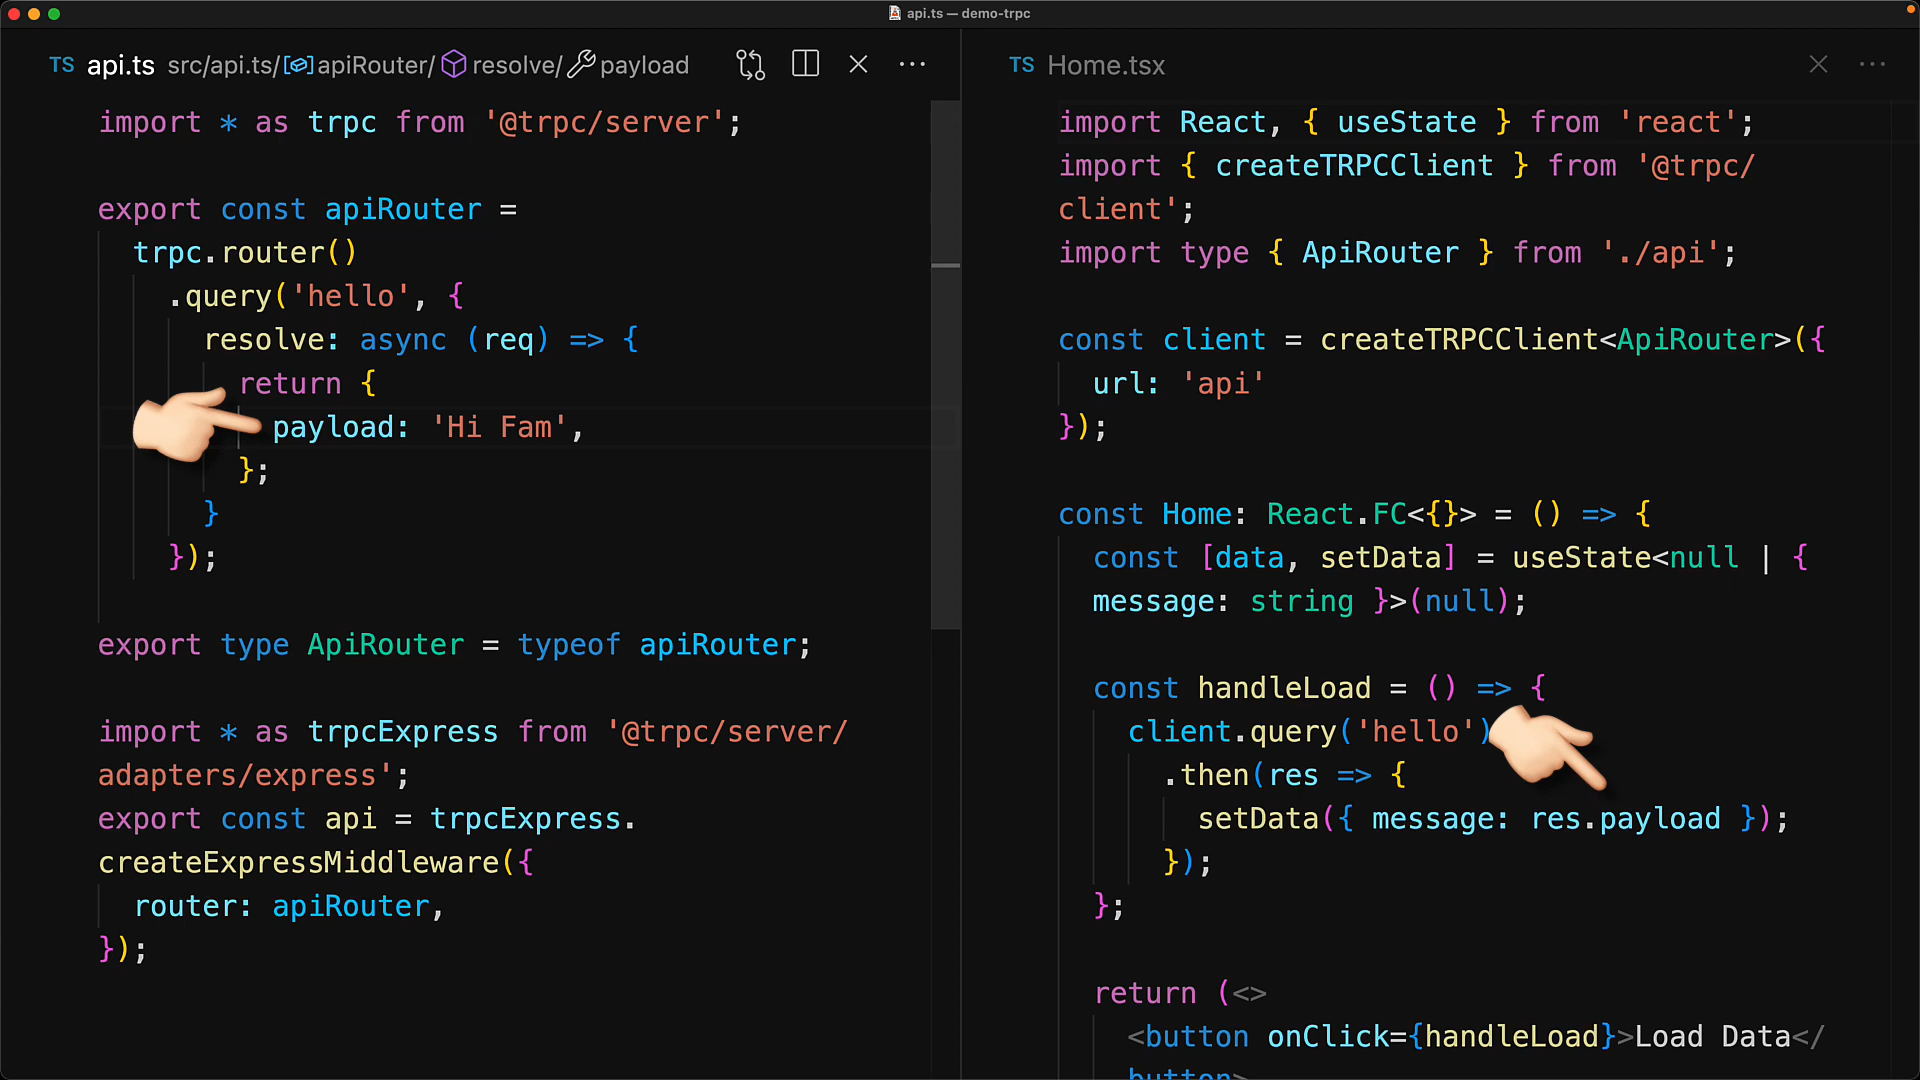 api.ts — demo-trpc
TS api.ts src/api.ts/apiRouter/resolve/payload
import * as trpc from '@trpc/server';
export const apiRouter =
trpc.router()
.query('hello', {
resolve: async (req) => {
return {
payload: 'Hi Fam',
};
}
});
export type ApiRouter = typeof apiRouter;
import * as trpcExpress from '@trpc/server/
adapters/express';
export const api = trpcExpress.
createExpressMiddleware({
router: apiRouter,
});
TS Home.tsx
import React, { useState } from 'react';
import { createTRPCClient } from '@trpc/
client';
import type { ApiRouter } from './api';
const client = createTRPCClient<ApiRouter>({
url: 'api'
});
const Home: React.FC<{}> = () => {
const [data, setData] = useState<null | {
message: string }>(null);
const handleLoad = () => {
client.query('hello')
.then(res => {
setData({ message: res.payload });
});
};
return (<>
<button onClick={handleLoad}>Load Data</
button>